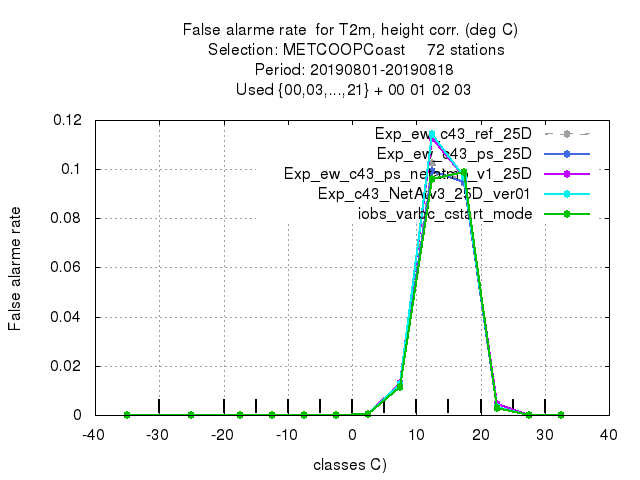 False alarme rate  for T2m, height corr. (deg C)
Selection: METCOOPCoast    72 stations
Period: 20190801-20190818
Used {00,03,...,21} + 00 01 02 03
Exp_ew_c43_ref_25D
Exp_ew_c43_ps_25D
v1_25D
iobs_varbc_cstart_mode
False alarme rate
0.12
0.1
0.08
0.06
0.04
0.02
0
-40 -30 -20 -10 0 10 20 30 40
classes C)